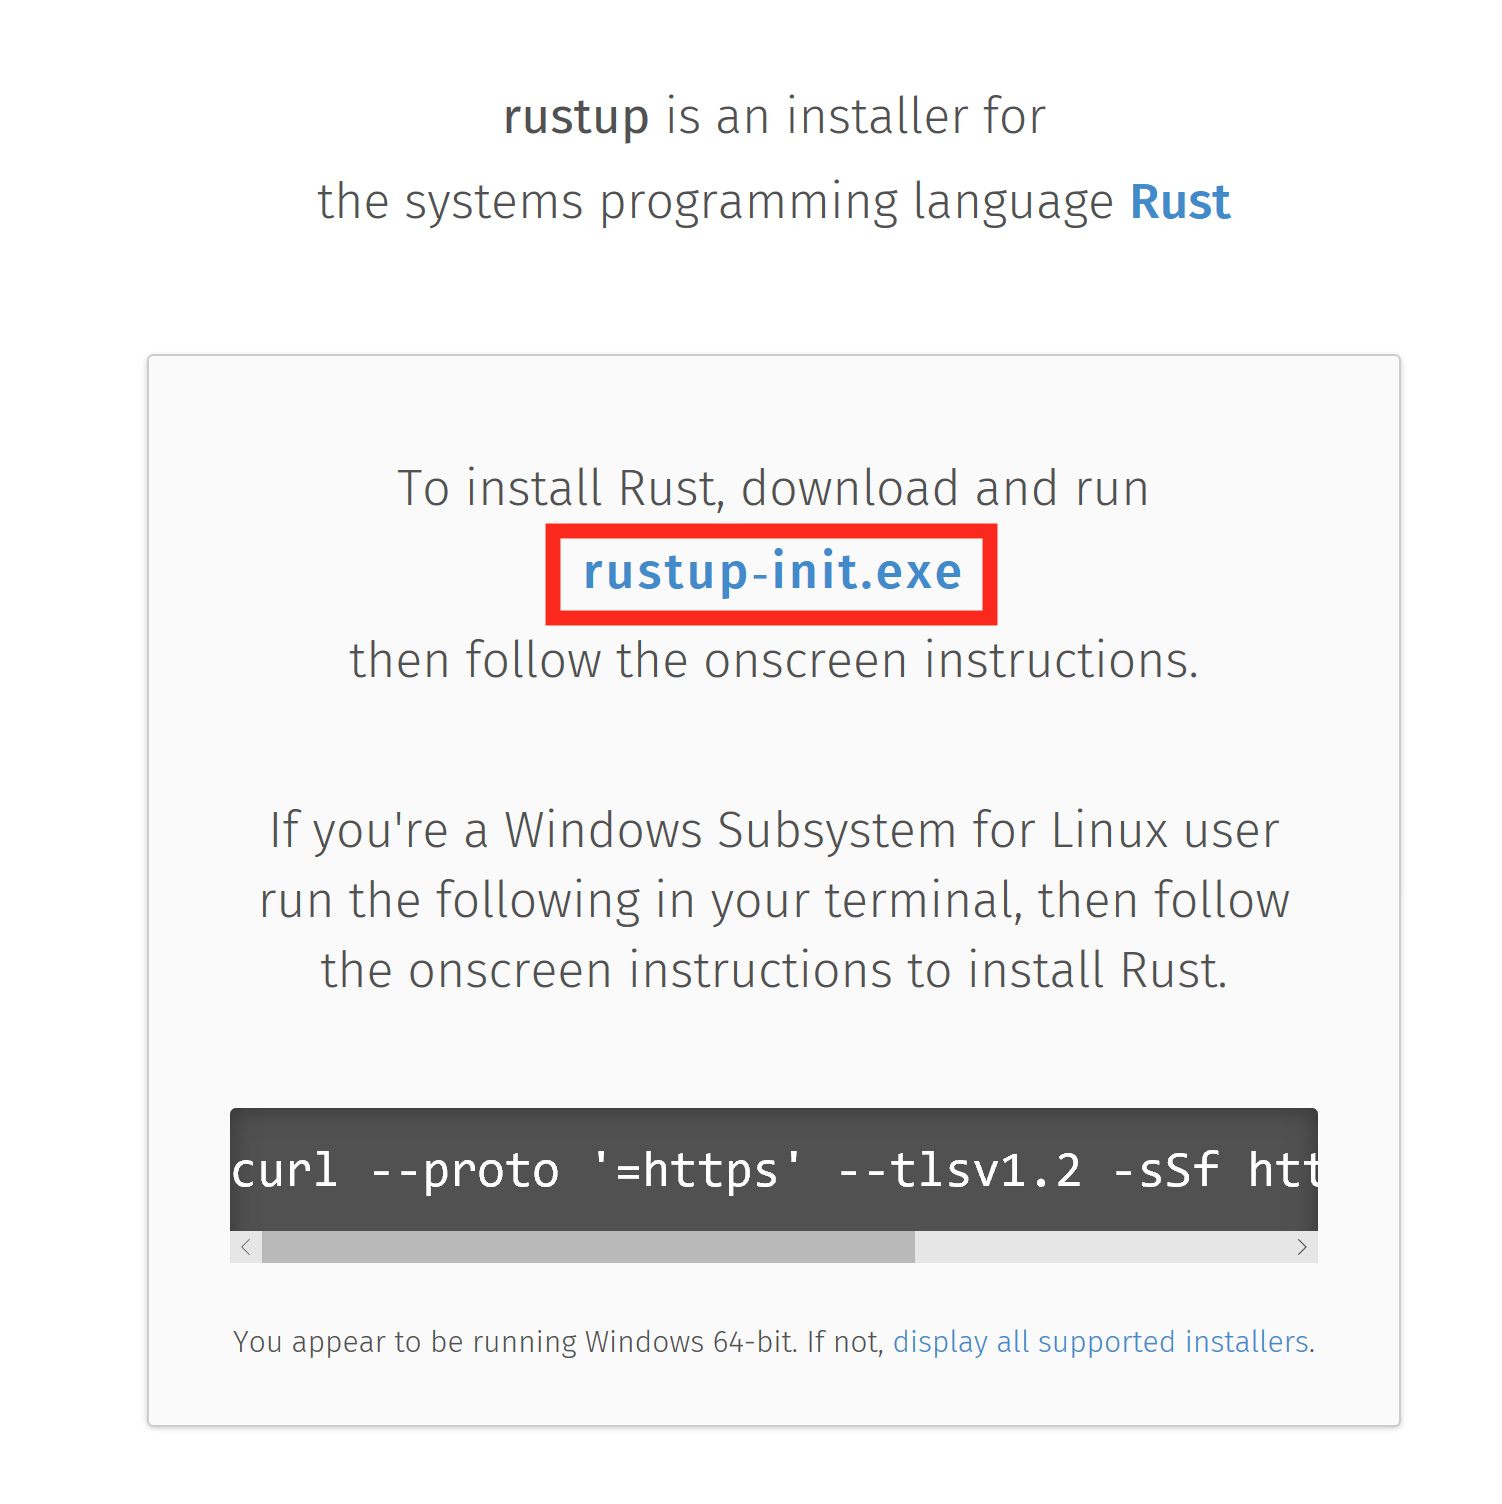 rustup is an installer for
the systems programming language Rust
To install Rust, download and run
rustup-init.exe
then follow the onscreen instructions.
If you're a Windows Subsystem for Linux user
run the following in your terminal, then follow
the onscreen instructions to install Rust.
curl --proto '=https' --tlsv1.2 -sSf htt
You appear to be running Windows 64-bit. If not, display all supported installers.